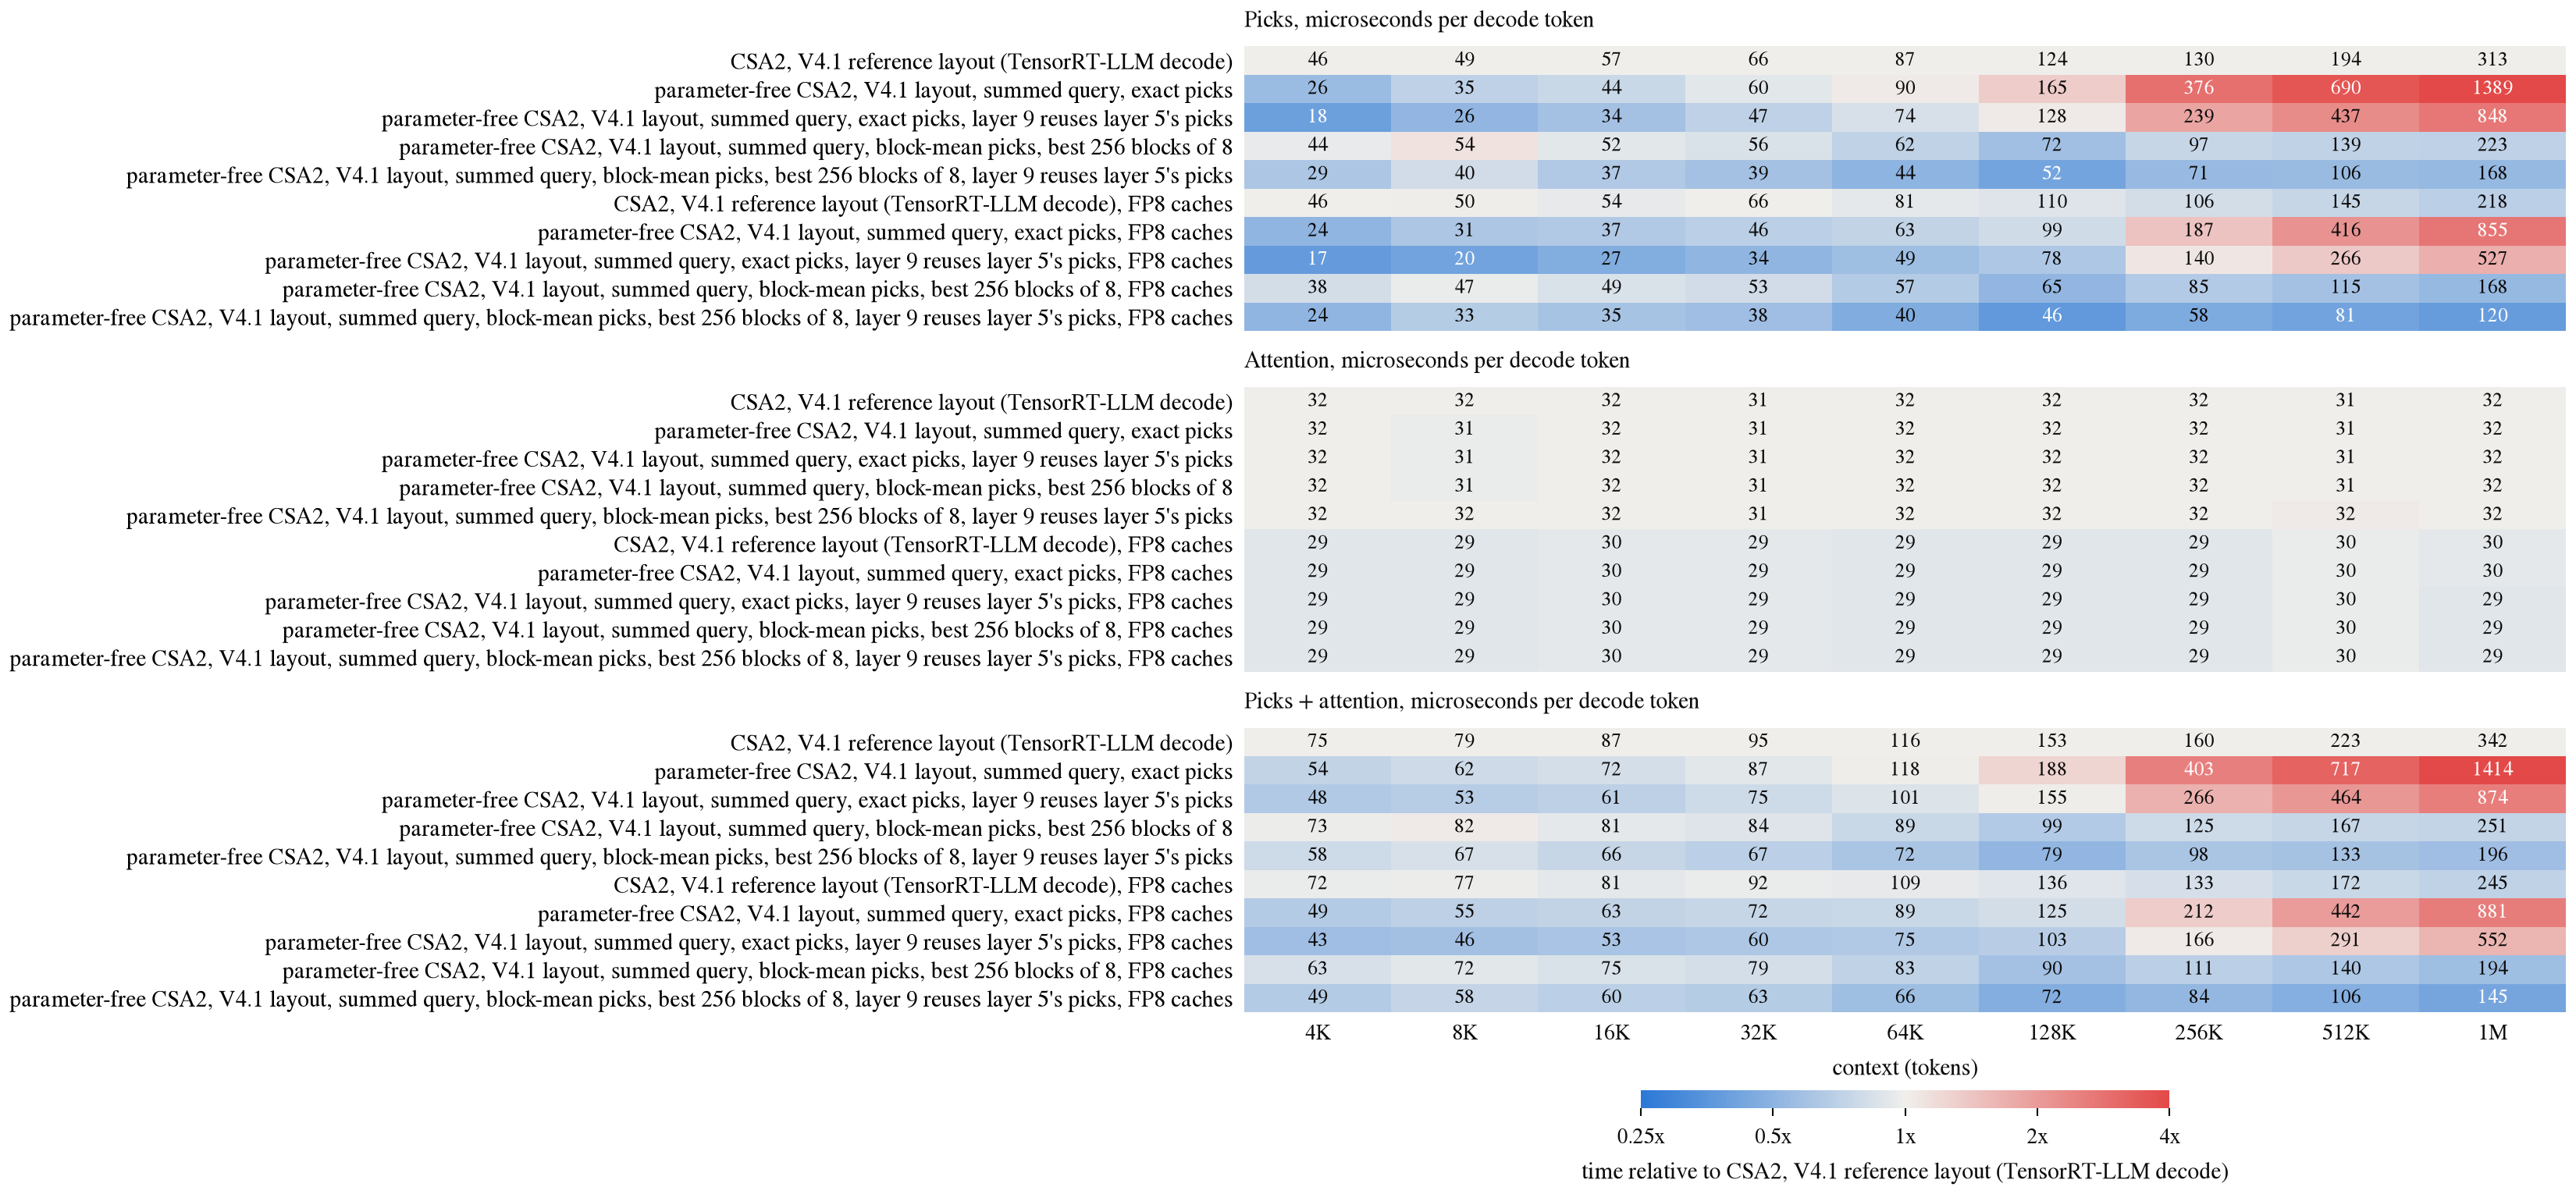 Picks, microseconds per decode token
CSA2, V4.1 reference layout (TensorRT-LLM decode) 46 49 57 66 87 124 130 194 313
parameter-free CSA2, V4.1 layout, summed query, exact picks 26 35 44 60 90 165 376 690 1389
parameter-free CSA2, V4.1 layout, summed query, exact picks, layer 9 reuses layer 5's picks 18 26 34 47 74 128 239 437 848
parameter-free CSA2, V4.1 layout, summed query, block-mean picks, best 256 blocks of 8 44 54 52 56 62 72 97 139 223
parameter-free CSA2, V4.1 layout, summed query, block-mean picks, best 256 blocks of 8, layer 9 reuses layer 5's picks 29 40 37 39 44 52 71 106 168
CSA2, V4.1 reference layout (TensorRT-LLM decode), FP8 caches 46 50 54 66 81 110 106 145 218
parameter-free CSA2, V4.1 layout, summed query, exact picks, FP8 caches 24 31 37 46 63 99 187 416 855
parameter-free CSA2, V4.1 layout, summed query, exact picks, layer 9 reuses layer 5's picks, FP8 caches 17 20 27 34 49 78 140 266 527
parameter-free CSA2, V4.1 layout, summed query, block-mean picks, best 256 blocks of 8, FP8 caches 38 47 49 53 57 65 85 115 168
parameter-free CSA2, V4.1 layout, summed query, block-mean picks, best 256 blocks of 8, layer 9 reuses layer 5's picks, FP8 caches 24 33 35 38 40 46 58 81 120
Attention, microseconds per decode token
CSA2, V4.1 reference layout (TensorRT-LLM decode) 32 32 32 31 32 32 32 31 32
parameter-free CSA2, V4.1 layout, summed query, exact picks 32 31 32 31 32 32 32 31 32
parameter-free CSA2, V4.1 layout, summed query, exact picks, layer 9 reuses layer 5's picks 32 31 32 31 32 32 32 31 32
parameter-free CSA2, V4.1 layout, summed query, block-mean picks, best 256 blocks of 8 32 31 32 31 32 32 32 31 32
parameter-free CSA2, V4.1 layout, summed query, block-mean picks, best 256 blocks of 8, layer 9 reuses layer 5's picks 32 32 32 31 32 32 32 32 32
CSA2, V4.1 reference layout (TensorRT-LLM decode), FP8 caches 29 29 30 29 29 29 29 30 30
parameter-free CSA2, V4.1 layout, summed query, exact picks, FP8 caches 29 29 30 29 29 29 29 30 30
parameter-free CSA2, V4.1 layout, summed query, exact picks, layer 9 reuses layer 5's picks, FP8 caches 29 29 30 29 29 29 29 30 29
parameter-free CSA2, V4.1 layout, summed query, block-mean picks, best 256 blocks of 8, FP8 caches 29 29 30 29 29 29 29 30 29
parameter-free CSA2, V4.1 layout, summed query, block-mean picks, best 256 blocks of 8, layer 9 reuses layer 5's picks, FP8 caches 29 29 30 29 29 29 29 30 29
Picks + attention, microseconds per decode token
CSA2, V4.1 reference layout (TensorRT-LLM decode) 75 79 87 95 116 153 160 223 342
parameter-free CSA2, V4.1 layout, summed query, exact picks 54 62 72 87 118 188 403 717 1414
parameter-free CSA2, V4.1 layout, summed query, exact picks, layer 9 reuses layer 5's picks 48 53 61 75 101 155 266 464 874
parameter-free CSA2, V4.1 layout, summed query, block-mean picks, best 256 blocks of 8 73 82 81 84 89 99 125 167 251
parameter-free CSA2, V4.1 layout, summed query, block-mean picks, best 256 blocks of 8, layer 9 reuses layer 5's picks 58 67 66 67 72 79 98 133 196
CSA2, V4.1 reference layout (TensorRT-LLM decode), FP8 caches 72 77 81 92 109 136 133 172 245
parameter-free CSA2, V4.1 layout, summed query, exact picks, FP8 caches 49 55 63 72 89 125 212 442 881
parameter-free CSA2, V4.1 layout, summed query, exact picks, layer 9 reuses layer 5's picks, FP8 caches 43 46 53 60 75 103 166 291 552
parameter-free CSA2, V4.1 layout, summed query, block-mean picks, best 256 blocks of 8, FP8 caches 63 72 75 79 83 90 111 140 194
parameter-free CSA2, V4.1 layout, summed query, block-mean picks, best 256 blocks of 8, layer 9 reuses layer 5's picks, FP8 caches 49 58 60 63 66 72 84 106 145
4K 8K 16K 32K 64K 128K 256K 512K 1M
context (tokens)
0.25x 0.5x 1x 2x 4x
time relative to CSA2, V4.1 reference layout (TensorRT-LLM decode)